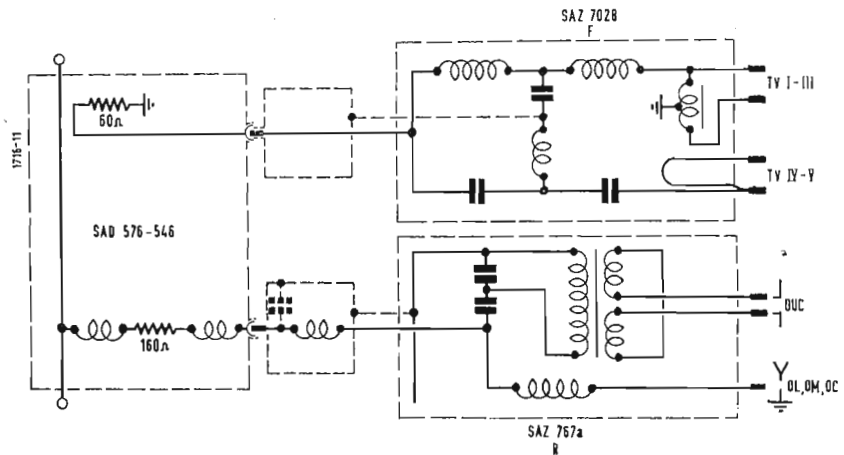 SAZ 7028
F
TV I-III
60Ω
1716-11
TV IV-V
SAD 576-546
OUC
160Ω
OL,OM,OC
SAZ 767a
R